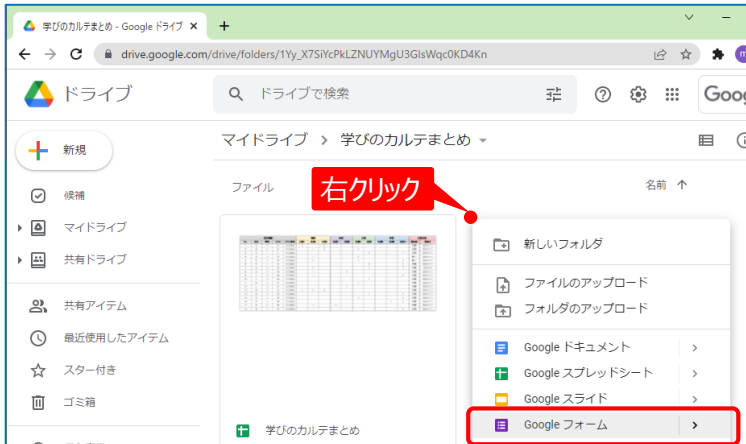 学びのカルテまとめ - Google ドライブ
drive.google.com/drive/folders/1Yy_X7SiYcPkLZNUYMgU3GlsWqc0KD4Kn
ドライブ
ドライブで検索
Goog
新規
マイドライブ > 学びのカルテまとめ
候補
ファイル
右クリック
名前
マイドライブ
共有ドライブ
共有アイテム
最近使用したアイテム
スター付き
ゴミ箱
新しいフォルダ
ファイルのアップロード
フォルダのアップロード
Google ドキュメント
Google スプレッドシート
Google スライド
Google フォーム
学びのカルテまとめ